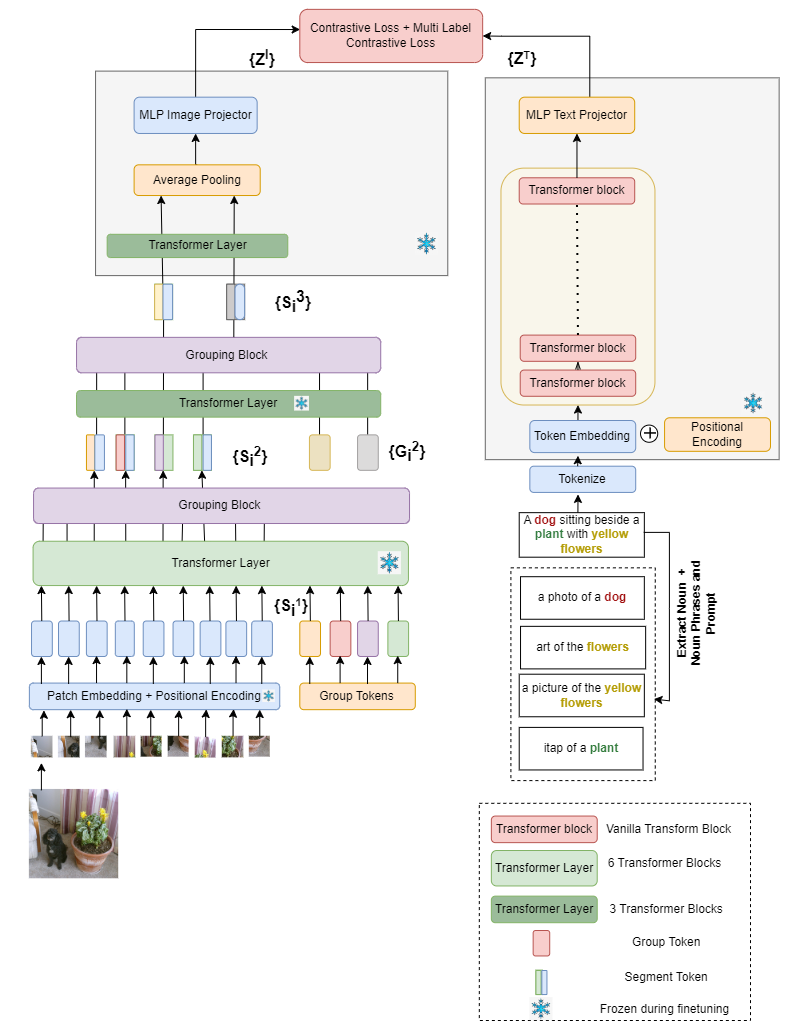 Contrastive Loss + Multi Label
Contrastive Loss
{Z^I}
{Z^T}
MLP Image Projector
Average Pooling
Transformer Layer
{S_i^3}
Grouping Block
Transformer Layer
{S_i^2}
{G_i^2}
Grouping Block
Transformer Layer
{S_i^1}
Patch Embedding + Positional Encoding
Group Tokens
MLP Text Projector
Transformer block
Transformer block
Transformer block
Token Embedding
Positional
Encoding
Tokenize
A dog sitting beside a
plant with yellow
flowers
Extract Noun +
Noun Phrases and
Prompt
a photo of a dog
art of the flowers
a picture of the yellow
flowers
itap of a plant
Transformer block
Vanilla Transform Block
Transformer Layer
6 Transformer Blocks
Transformer Layer
3 Transformer Blocks
Group Token
Segment Token
Frozen during finetuning